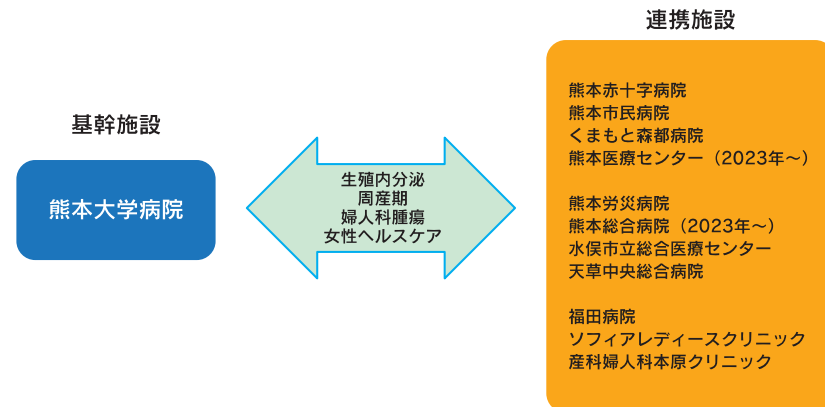 基幹施設
熊本大学病院
生殖内分泌
周産期
婦人科腫瘍
女性ヘルスケア
連携施設
熊本赤十字病院
熊本市民病院
くまもと森都病院
熊本医療センター（2023年～）
熊本労災病院
熊本総合病院（2023年～）
水俣市立総合医療センター
天草中央総合病院
福田病院
ソフィアレディースクリニック
産科婦人科本原クリニック